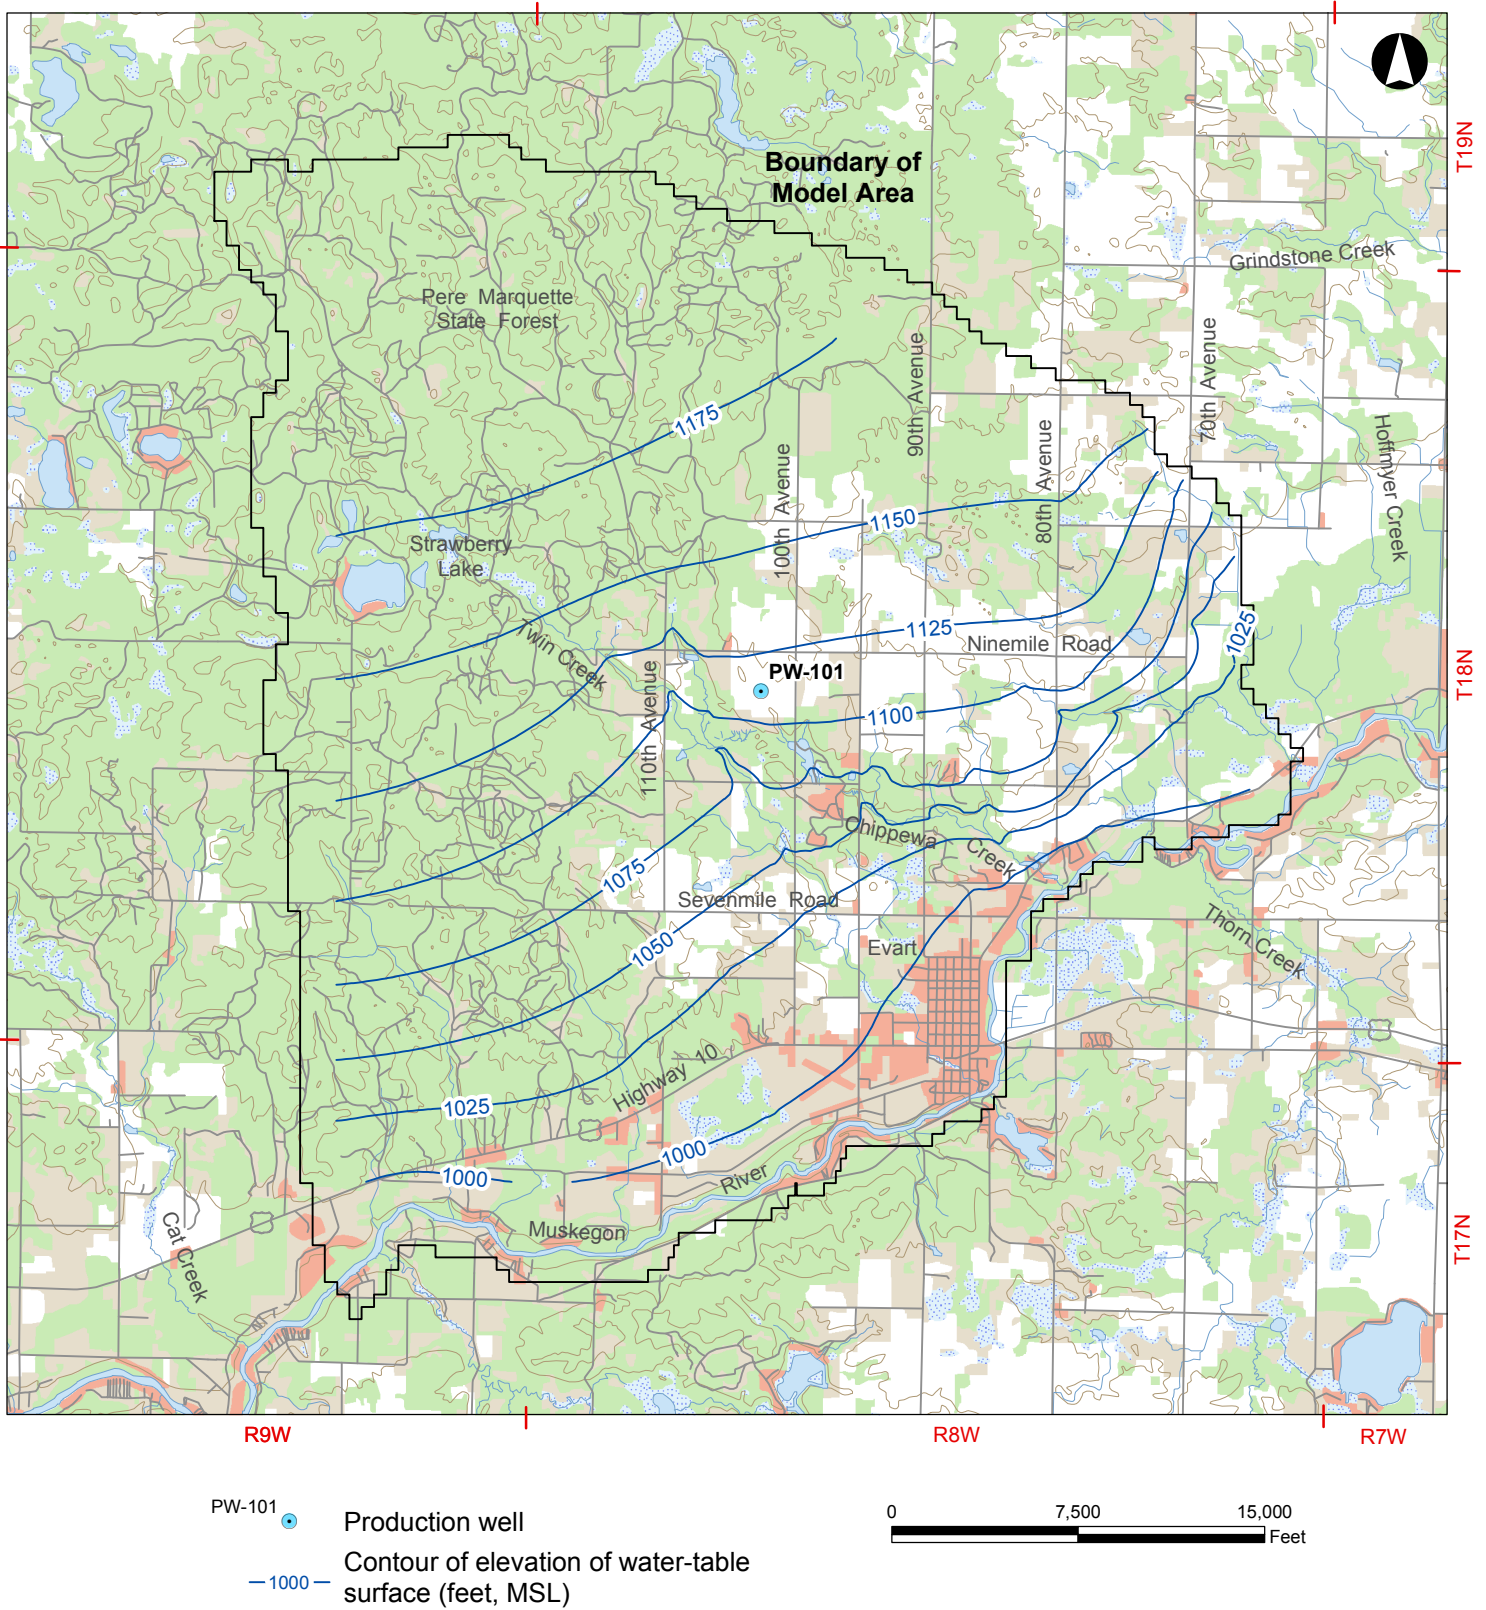 Boundary of
Model Area
T19N
Grindstone Creek
Pere Marquette
State Forest
90th Avenue
70th Avenue
1175
Hoffmyer Creek
100th Avenue
80th Avenue
1150
Strawberry
Lake
1125
Ninemile Road
1025
Twin Creek
PW-101
T18N
110th Avenue
1100
Chippewa
Creek
1075
Sevenmile Road
1050
Evart
Thorn Creek
Highway 10
1025
1000
1000
River
Muskegon
Cat Creek
T17N
R9W
R8W
R7W
PW-101
Production well
1000
Contour of elevation of water-table
surface (feet, MSL)
0
7,500
15,000
Feet